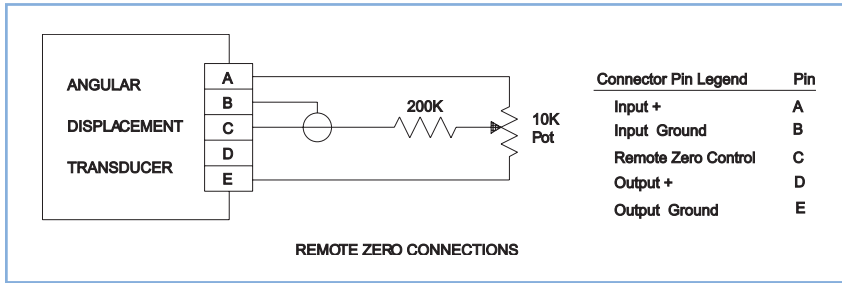 ANGULAR
DISPLACEMENT
TRANSDUCER
A
B
C
D
E
200K
10K
Pot
Connector Pin Legend Pin
Input + A
Input Ground B
Remote Zero Control C
Output + D
Output Ground E
REMOTE ZERO CONNECTIONS